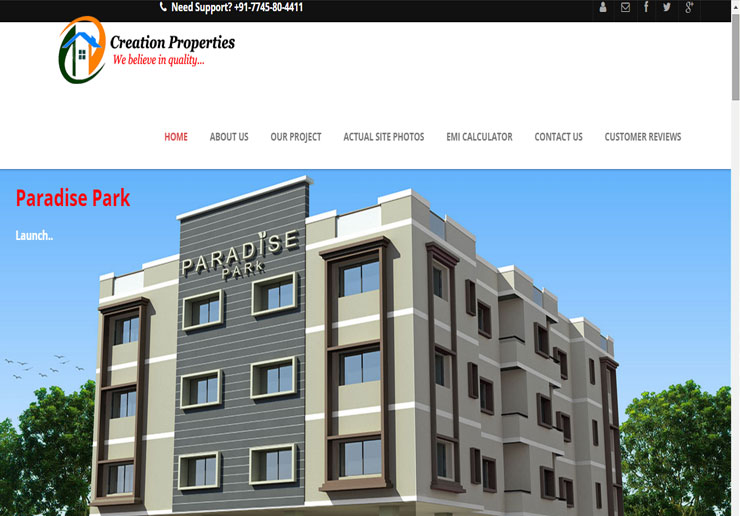 Need Support? +91-7745-80-4411
Creation Properties
We believe in quality...
HOME ABOUT US OUR PROJECT ACTUAL SITE PHOTOS EMI CALCULATOR CONTACT US CUSTOMER REVIEWS
Paradise Park
Launch..
PARADISE
PARK